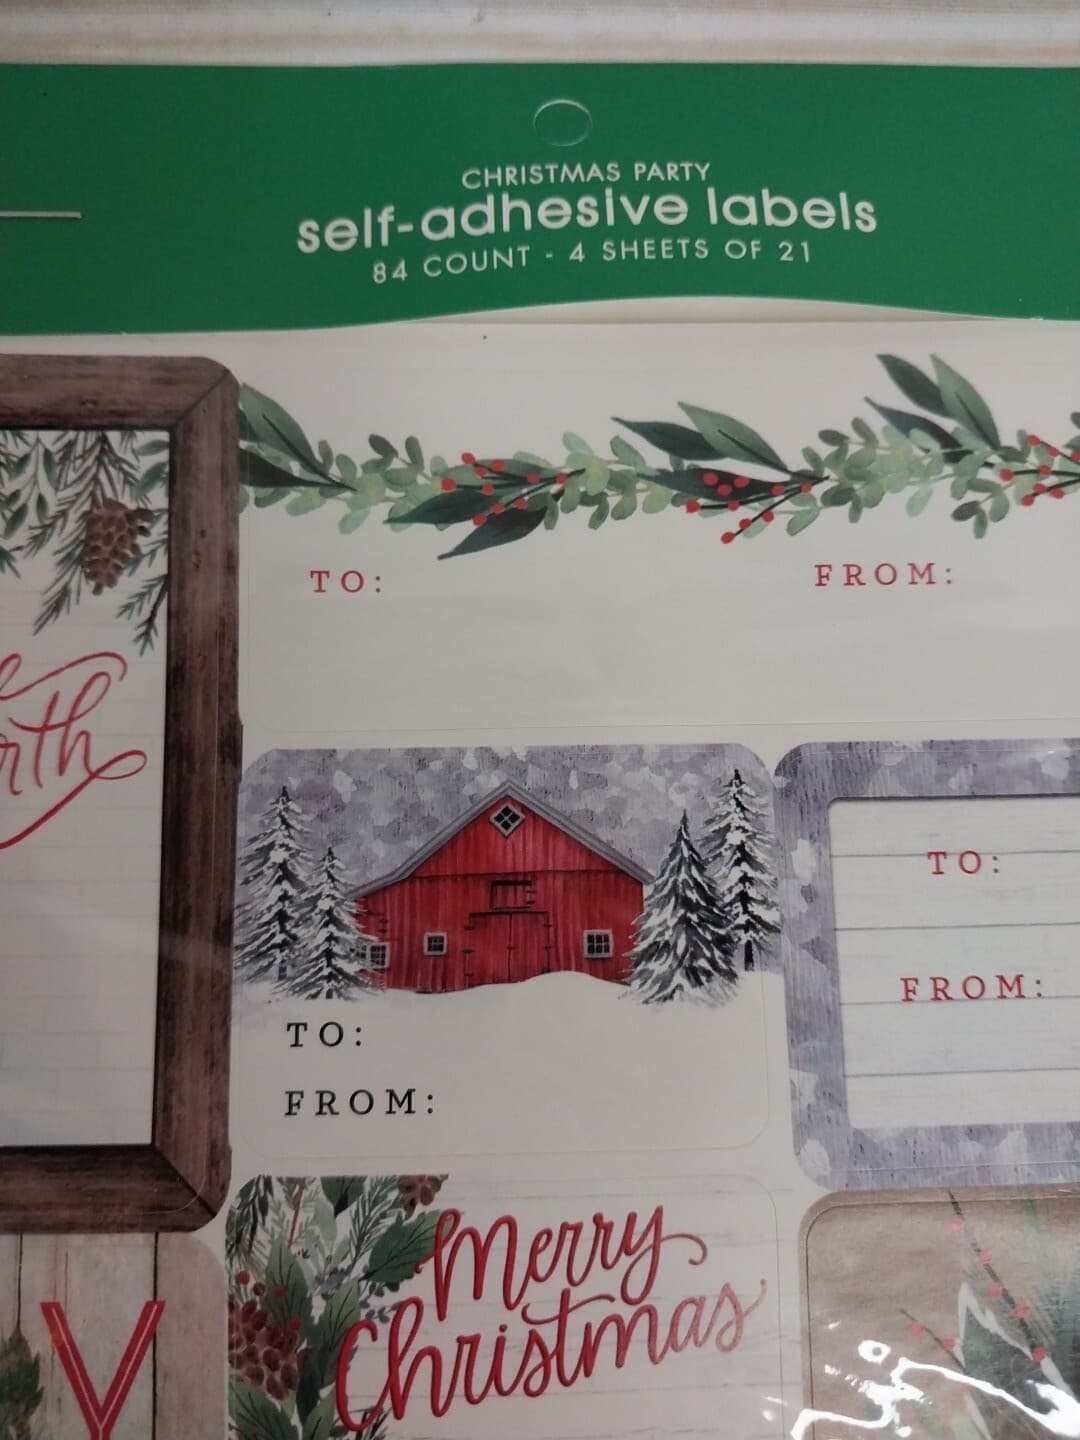 CHRISTMAS PARTY
self-adhesive labels
84 COUNT - 4 SHEETS OF 21
TO:
FROM:
TO:
FROM:
TO:
FROM:
Merry
Christmas
Y